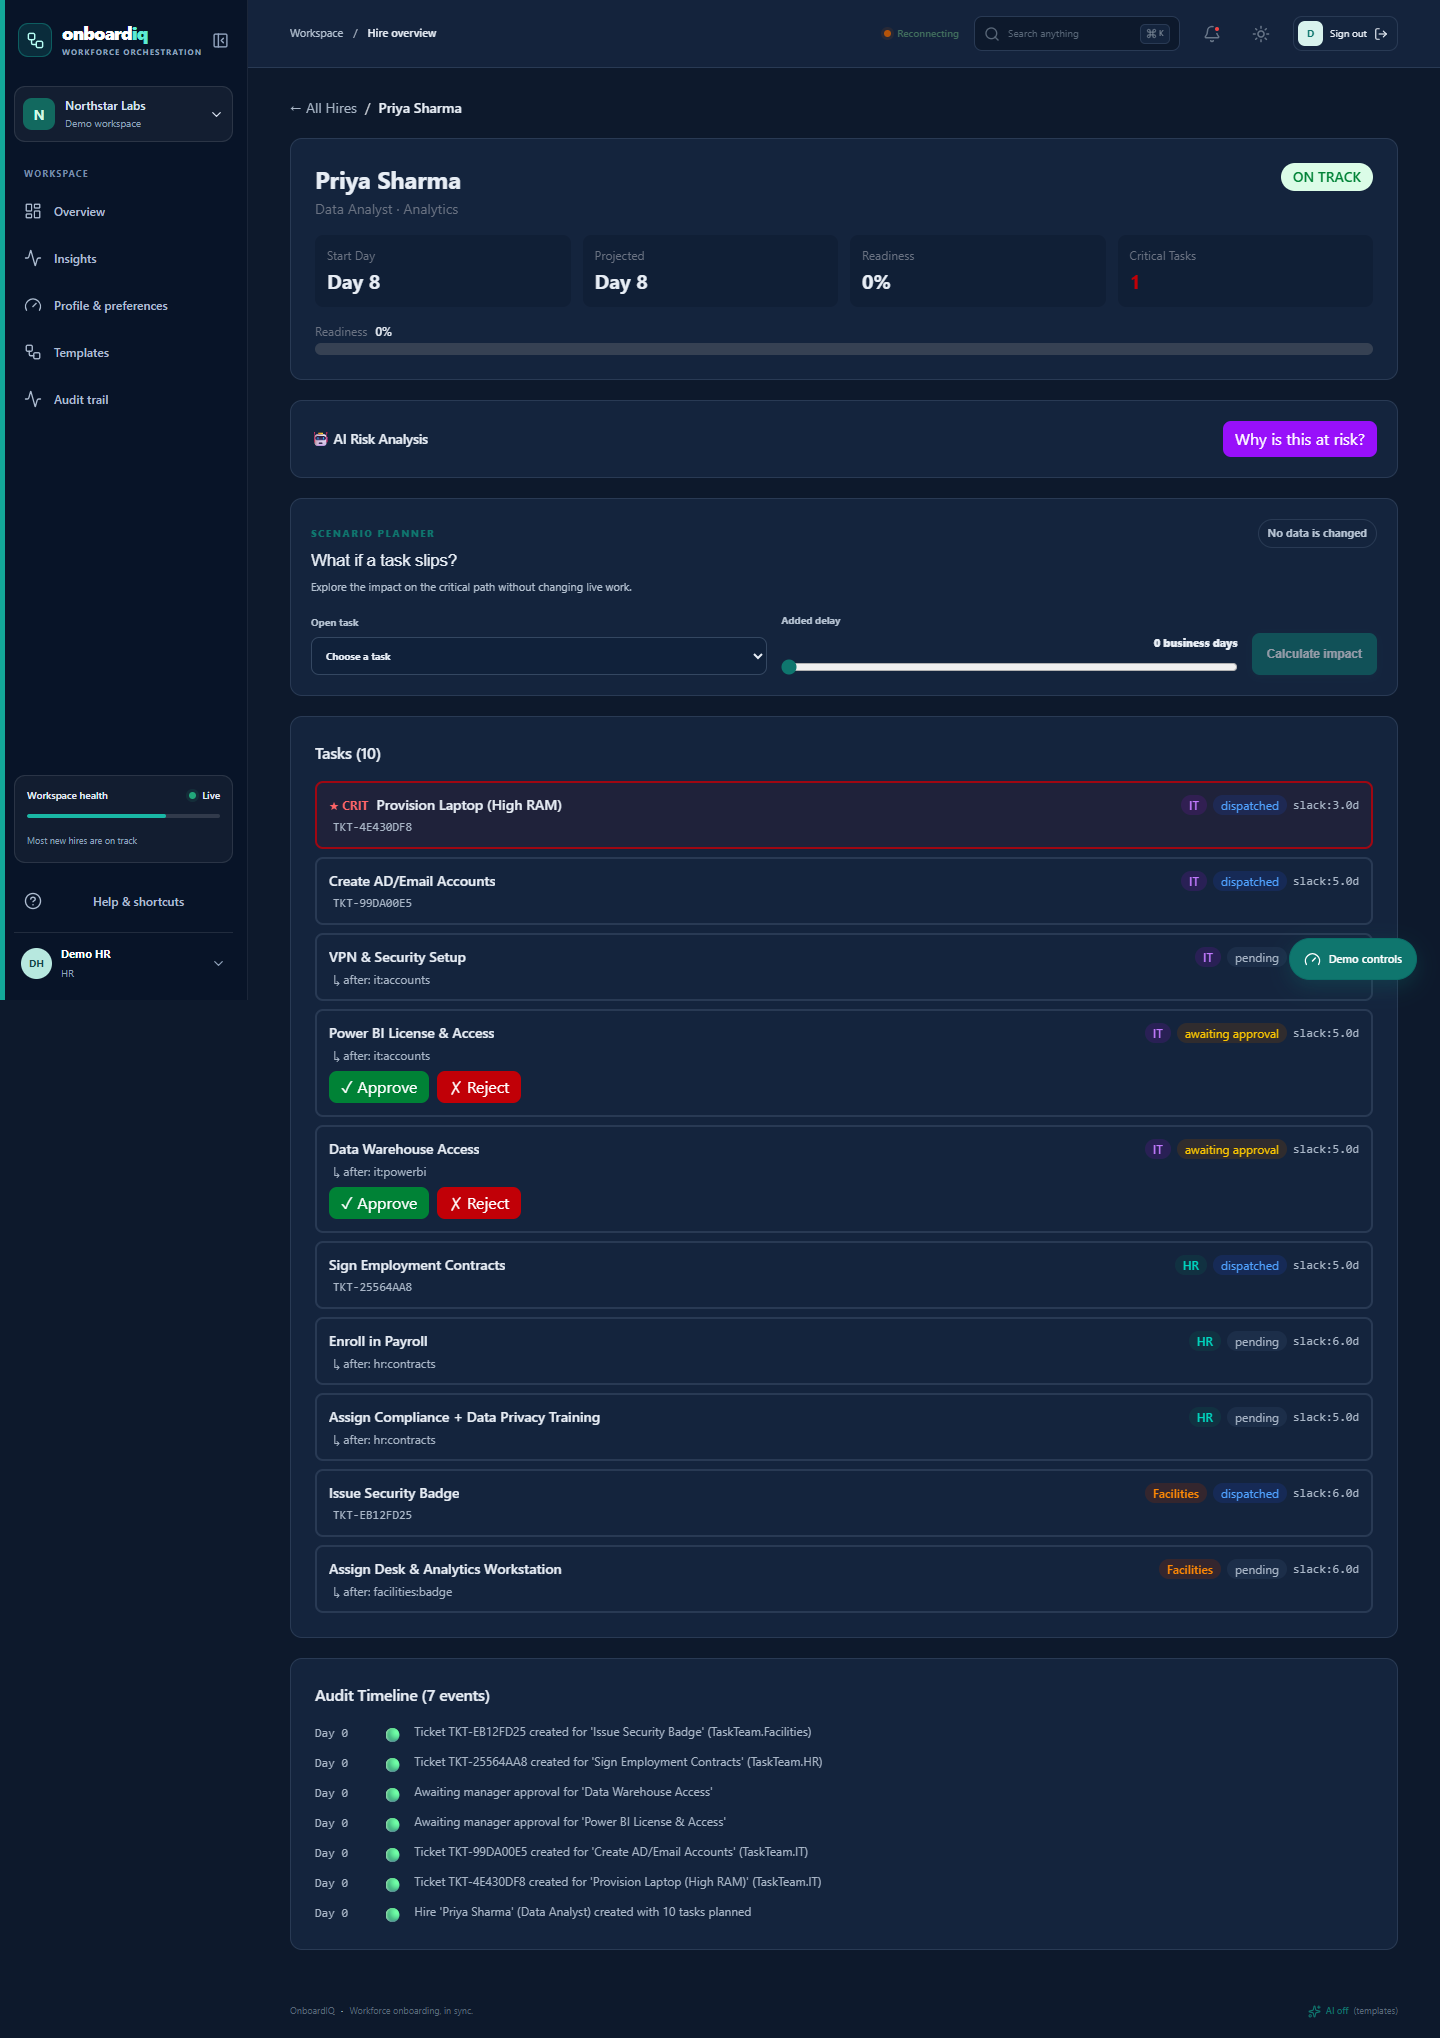 onboardiq
WORKFORCE ORCHESTRATION
N
Northstar Labs
Demo workspace
WORKSPACE
Overview
Insights
Profile & preferences
Templates
Audit trail
Workspace health
Live
Most new hires are on track
Help & shortcuts
DH
Demo HR
HR
Workspace / Hire overview
Reconnecting
Search anything
⌘ K
D
Sign out
← All Hires / Priya Sharma
Priya Sharma
ON TRACK
Data Analyst · Analytics
Start Day
Day 8
Projected
Day 8
Readiness
0%
Critical Tasks
1
Readiness 0%
AI Risk Analysis
Why is this at risk?
SCENARIO PLANNER
No data is changed
What if a task slips?
Explore the impact on the critical path without changing live work.
Open task
Choose a task
Added delay
0 business days
Calculate impact
Tasks (10)
★ CRIT Provision Laptop (High RAM)
IT dispatched slack:3.0d
TKT-4E430DF8
Create AD/Email Accounts
IT dispatched slack:5.0d
TKT-99DA00E5
VPN & Security Setup
IT pending
↳ after: it:accounts
Demo controls
Power BI License & Access
IT awaiting approval slack:5.0d
↳ after: it:accounts
✓ Approve ✗ Reject
Data Warehouse Access
IT awaiting approval slack:5.0d
↳ after: it:powerbi
✓ Approve ✗ Reject
Sign Employment Contracts
HR dispatched slack:5.0d
TKT-25564AA8
Enroll in Payroll
HR pending slack:6.0d
↳ after: hr:contracts
Assign Compliance + Data Privacy Training
HR pending slack:5.0d
↳ after: hr:contracts
Issue Security Badge
Facilities dispatched slack:6.0d
TKT-EB12FD25
Assign Desk & Analytics Workstation
Facilities pending slack:6.0d
↳ after: facilities:badge
Audit Timeline (7 events)
Day 0 Ticket TKT-EB12FD25 created for 'Issue Security Badge' (TaskTeam.Facilities)
Day 0 Ticket TKT-25564AA8 created for 'Sign Employment Contracts' (TaskTeam.HR)
Day 0 Awaiting manager approval for 'Data Warehouse Access'
Day 0 Awaiting manager approval for 'Power BI License & Access'
Day 0 Ticket TKT-99DA00E5 created for 'Create AD/Email Accounts' (TaskTeam.IT)
Day 0 Ticket TKT-4E430DF8 created for 'Provision Laptop (High RAM)' (TaskTeam.IT)
Day 0 Hire 'Priya Sharma' (Data Analyst) created with 10 tasks planned
OnboardIQ · Workforce onboarding, in sync.
AI off (templates)